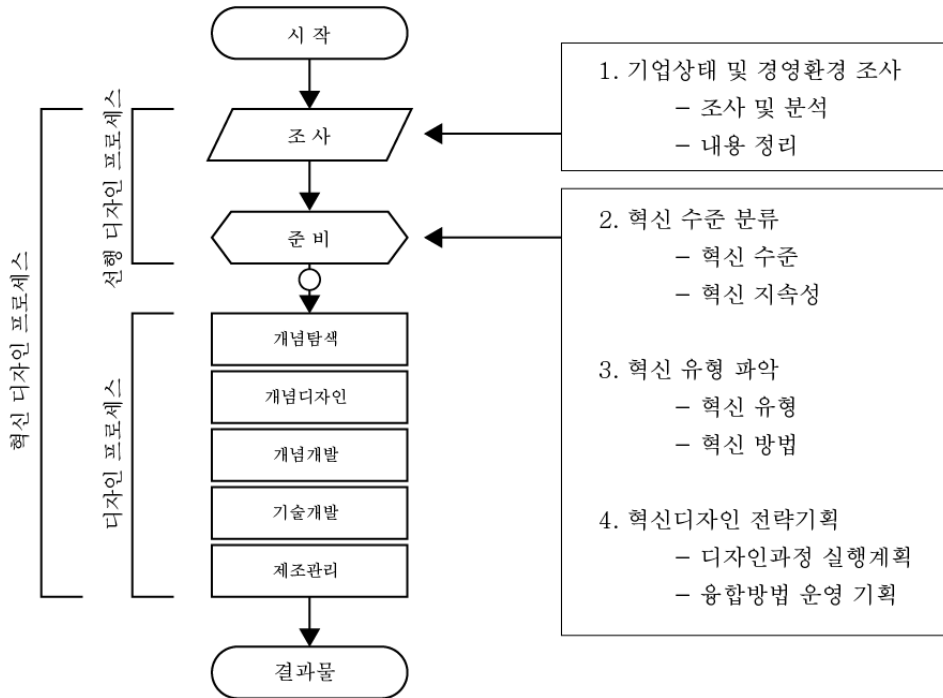 시 작
조 사
준 비
개념탐색
개념디자인
개념개발
기술개발
제조관리
결과물
혁신 디자인 프로세스
선행 디자인 프로세스
디자인 프로세스
1. 기업상태 및 경영환경 조사
– 조사 및 분석
– 내용 정리
2. 혁신 수준 분류
– 혁신 수준
– 혁신 지속성
3. 혁신 유형 파악
– 혁신 유형
– 혁신 방법
4. 혁신디자인 전략기획
– 디자인과정 실행계획
– 융합방법 운영 기획